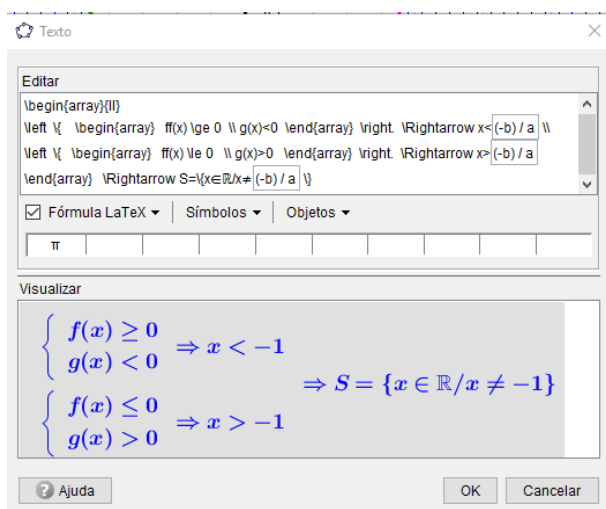 Texto
Editar
\begin{array}{ll}
\left \{ \begin{array} ff(x) \ge 0 \\ g(x)<0 \end{array} \right. \Rightarrow x< (-b) / a \\
\left \{ \begin{array} ff(x) \le 0 \\ g(x)>0 \end{array} \right. \Rightarrow x> (-b) / a
\end{array} \Rightarrow S=\{x∈ℝ/x≠ (-b) / a \}
Fórmula LaTeX Símbolos Objetos
π
Visualizar
f(x) ≥ 0
g(x) < 0
⇒ x < −1
⇒ S = {x ∈ ℝ/x ≠ −1}
f(x) ≤ 0
g(x) > 0
⇒ x > −1
Ajuda OK Cancelar